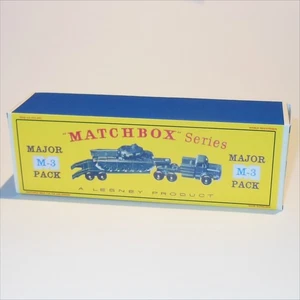 "MATCHBOX" Series
MAJOR
M-3
PACK
MAJOR
M-3
PACK
A LESNEY PRODUCT